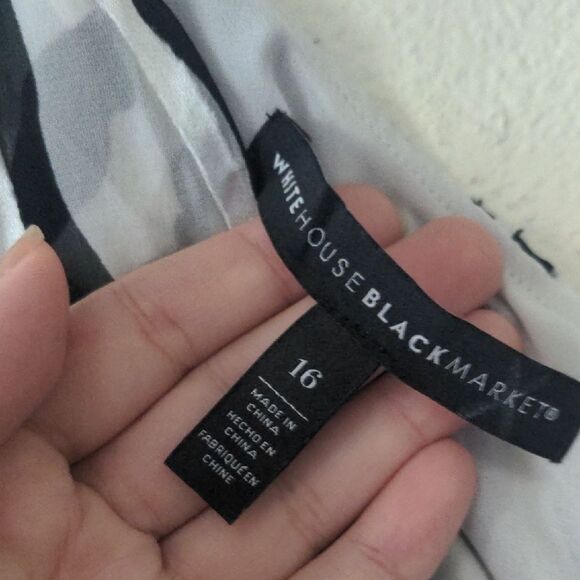 WHITEHOUSEBLACKMARKET®
16
MADE IN
CHINA
HECHO EN
CHINA
FABRIQUÉ EN
CHINE